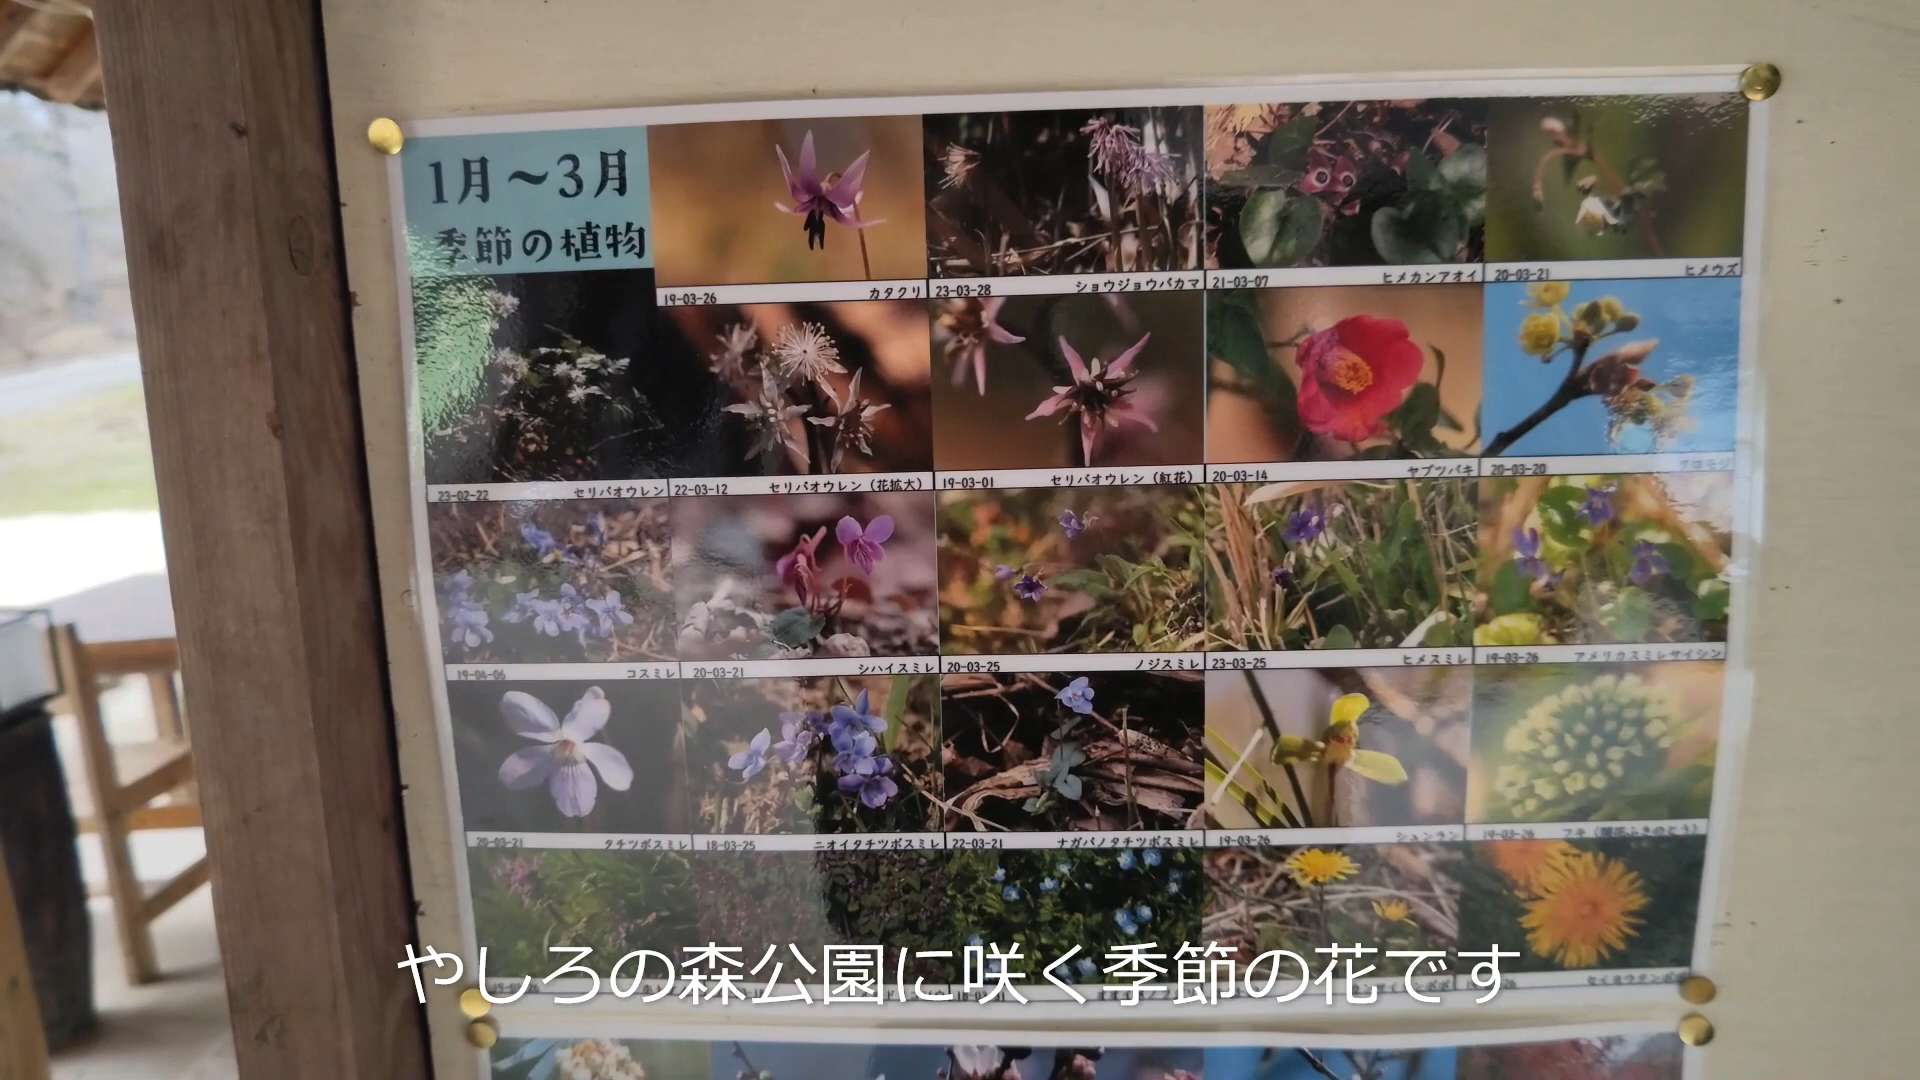 1月～3月
季節の植物
19-03-26 カタクリ
23-03-28 ショウジョウバカマ
21-03-07 ヒメカンアオイ
20-03-21 ヒメウズ
23-02-22 セリバオウレン
22-03-12 セリバオウレン（花拡大）
19-03-01 セリバオウレン（紅花）
20-03-14 ヤブツバキ
20-03-20
19-04-06 コスミレ
20-03-21 シハイスミレ
20-03-25 ノジスミレ
23-03-25 ヒメスミレ
19-03-26 アメリカスミレサイシン
20-03-21 タチツボスミレ
18-03-25 ニオイタチツボスミレ
22-03-21 ナガバノタチツボスミレ
19-03-26 シュンラン
19-03-26 フキ
やしろの森公園に咲く季節の花です